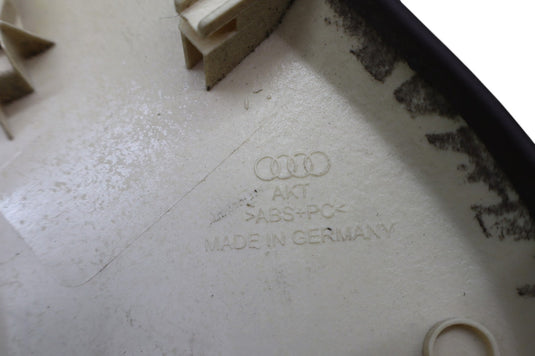 AKT
>ABS+PC<
MADE IN GERMANY